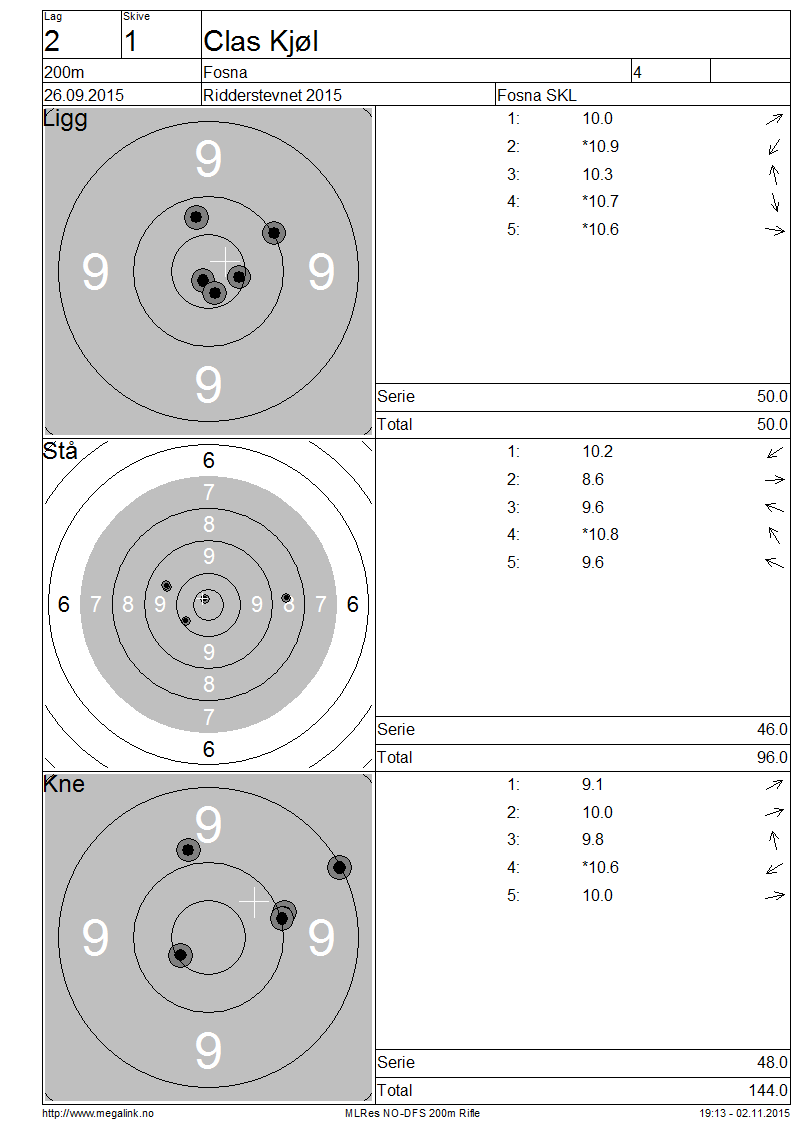 Lag Skive
2 1 Clas Kjøl
200m Fosna 4
26.09.2015 Ridderstevnet 2015 Fosna SKL
Ligg
9
9 9
9
1: 10.0
2: *10.9
3: 10.3
4: *10.7
5: *10.6
Serie 50.0
Total 50.0
Stå
6
7
8
9
6 7 8 9 9 8 7 6
9
8
7
6
1: 10.2
2: 8.6
3: 9.6
4: *10.8
5: 9.6
Serie 46.0
Total 96.0
Kne
9
9 9
9
1: 9.1
2: 10.0
3: 9.8
4: *10.6
5: 10.0
Serie 48.0
Total 144.0
http://www.megalink.no MLRes NO-DFS 200m Rifle 19:13 - 02.11.2015